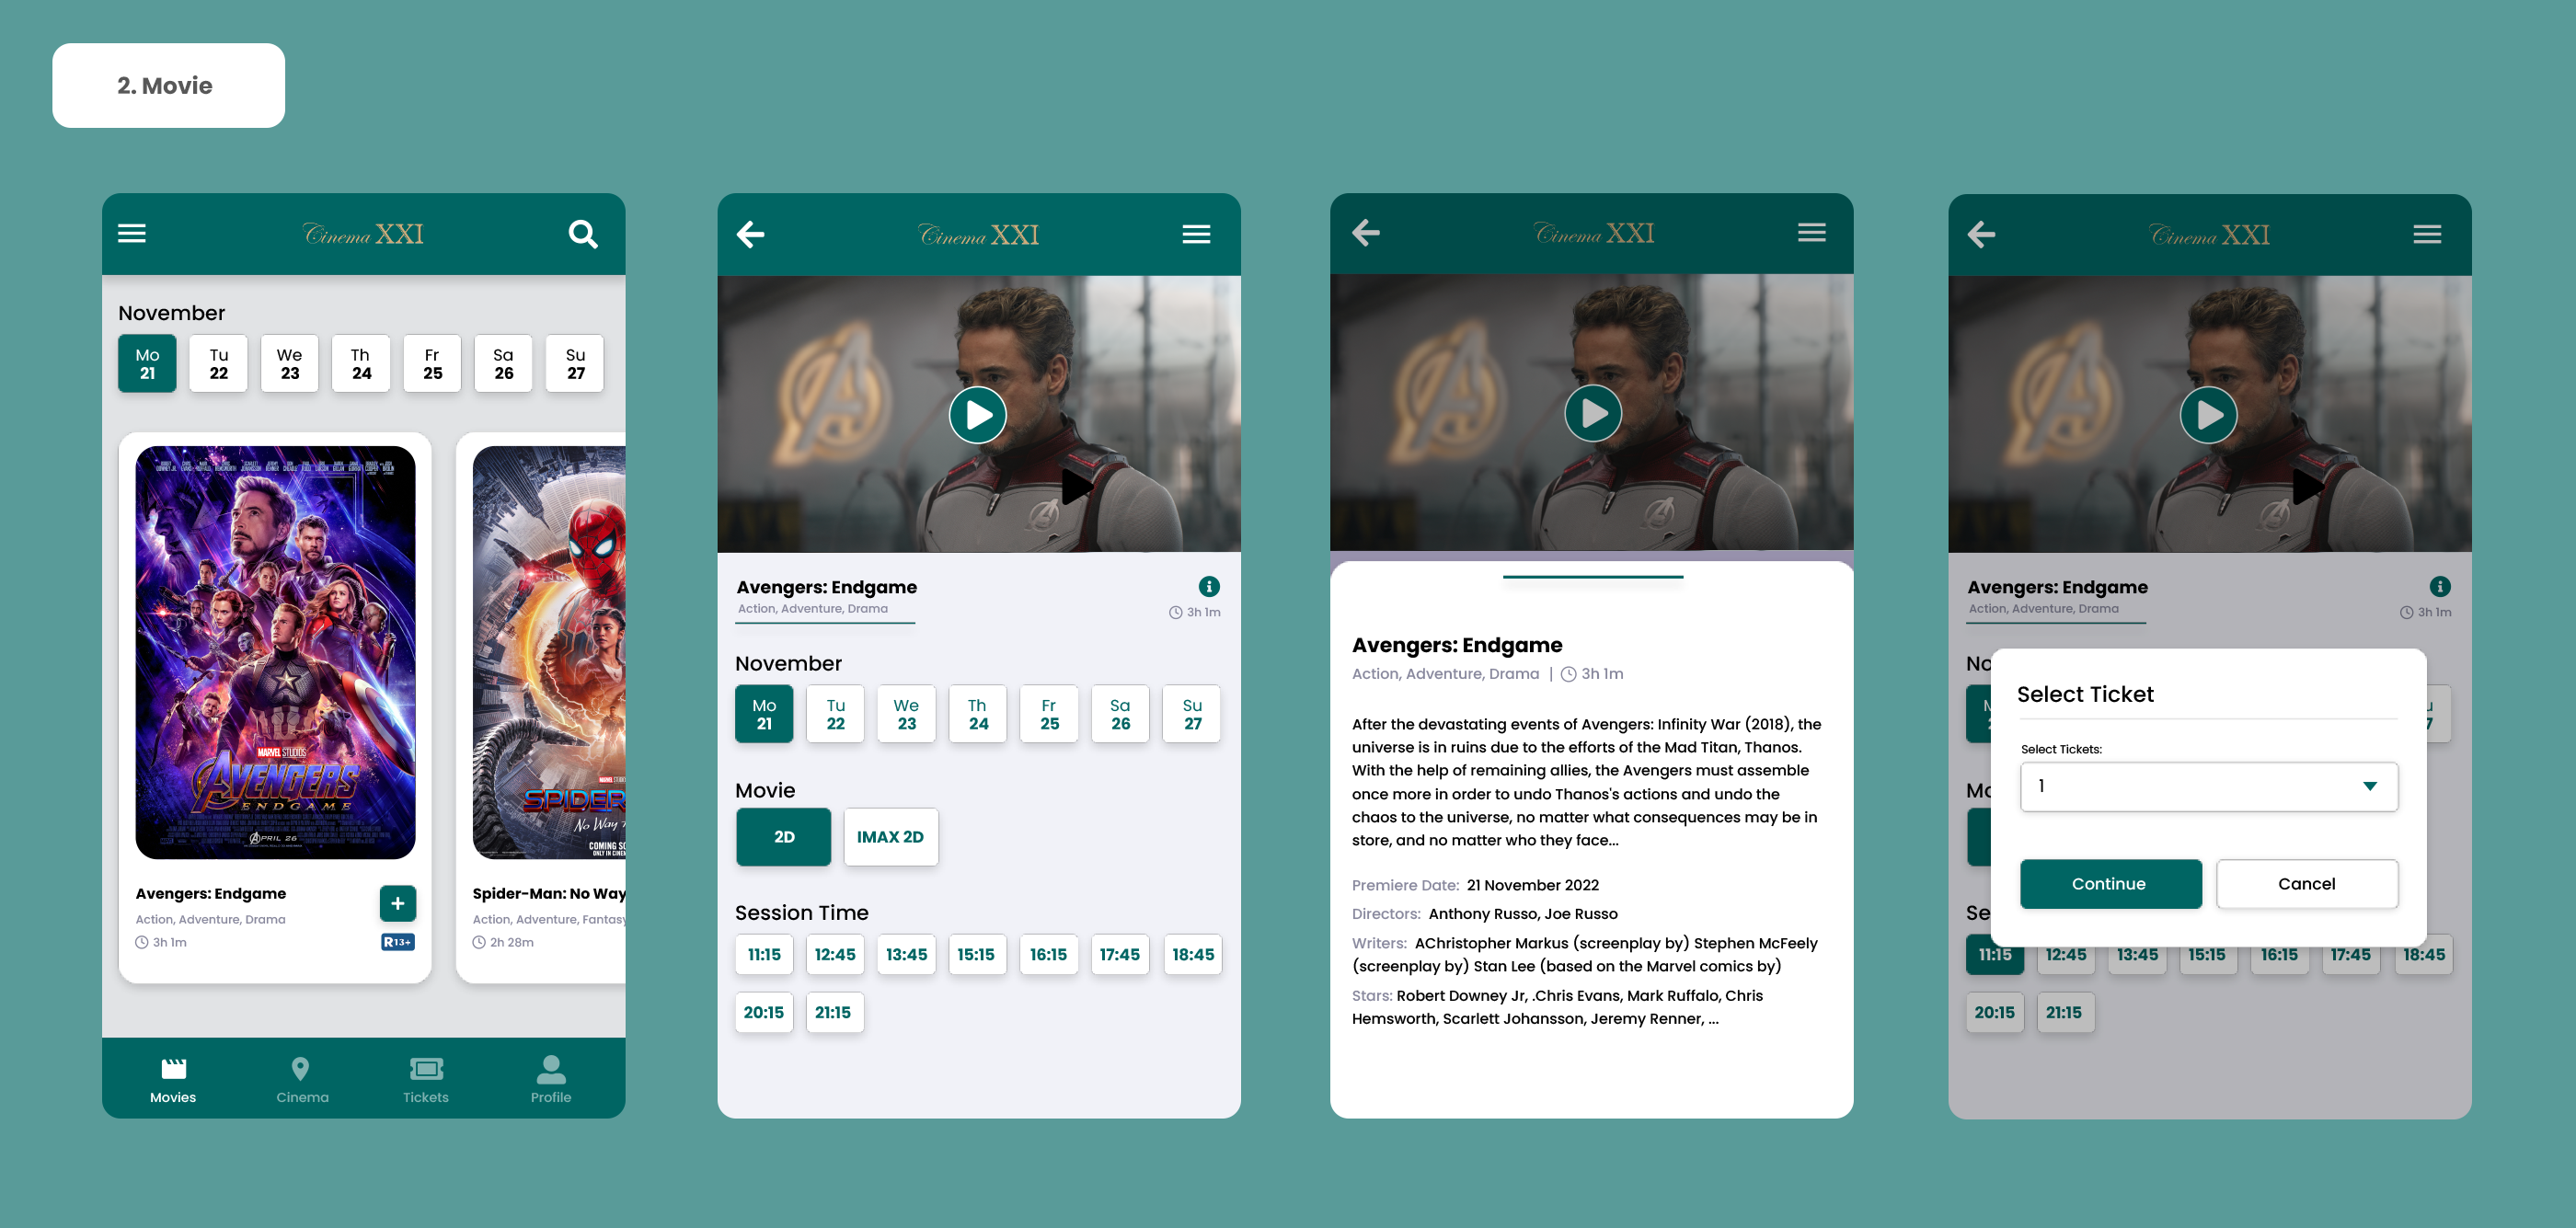 2. Movie
Cinema XXI
November
Mo Tu We Th Fr Sa Su
21 22 23 24 25 26 27
MARVEL STUDIOS
AVENGERS
ENDGAME
APRIL 26
SPIDER
No Way
COMING SO
ONLY IN CINEM
Avengers: Endgame
Action, Adventure, Drama
3h 1m
+
R13+
Spider-Man: No Way
Action, Adventure, Fantasy
2h 28m
Movies Cinema Tickets Profile
Cinema XXI
Avengers: Endgame
Action, Adventure, Drama
3h 1m
November
Mo Tu We Th Fr Sa Su
21 22 23 24 25 26 27
Movie
2D IMAX 2D
Session Time
11:15 12:45 13:45 15:15 16:15 17:45 18:45
20:15 21:15
Cinema XXI
Avengers: Endgame
Action, Adventure, Drama | 3h 1m
After the devastating events of Avengers: Infinity War (2018), the
universe is in ruins due to the efforts of the Mad Titan, Thanos.
With the help of remaining allies, the Avengers must assemble
once more in order to undo Thanos's actions and undo the
chaos to the universe, no matter what consequences may be in
store, and no matter who they face...
Premiere Date: 21 November 2022
Directors: Anthony Russo, Joe Russo
Writers: AChristopher Markus (screenplay by) Stephen McFeely
(screenplay by) Stan Lee (based on the Marvel comics by)
Stars: Robert Downey Jr, .Chris Evans, Mark Ruffalo, Chris
Hemsworth, Scarlett Johansson, Jeremy Renner, ...
Cinema XXI
Avengers: Endgame
Action, Adventure, Drama
3h 1m
No
Mo
Se
Select Ticket
Select Tickets:
1
Continue Cancel
11:15 12:45 13:45 15:15 16:15 17:45 18:45
20:15 21:15